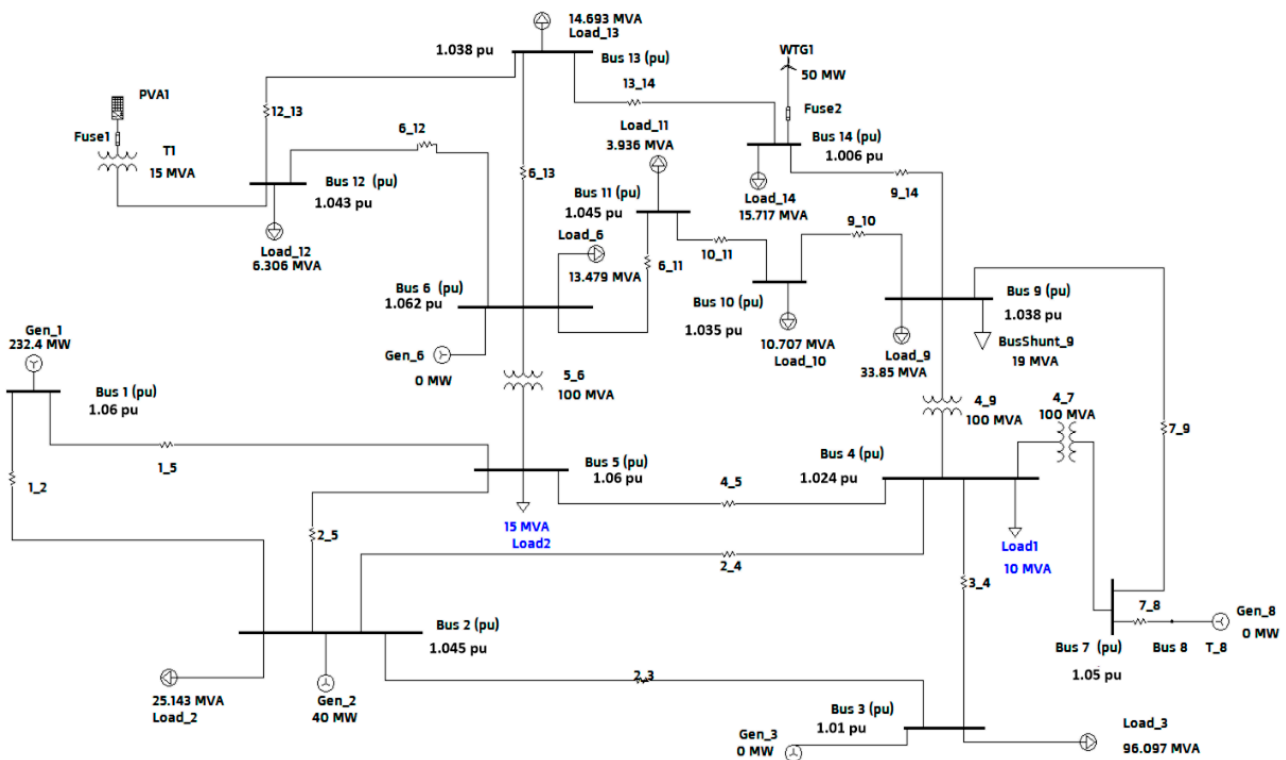 14.693 MVA
Load_13
1.038 pu
Bus 13 (pu)
WTG1
50 MW
PVA1
13_14
12_13
Fuse2
Fuse1
6_12
Load_11
3.936 MVA
T1
15 MVA
Bus 14 (pu)
1.006 pu
6_13
Bus 12 (pu)
1.043 pu
Bus 11 (pu)
1.045 pu
Load_14
15.717 MVA
9_14
9_10
Load_12
6.306 MVA
Load_6
13.479 MVA
6_11
10_11
Bus 6 (pu)
1.062 pu
Bus 10 (pu)
1.035 pu
Bus 9 (pu)
1.038 pu
Gen_1
232.4 MW
Gen_6
0 MW
10.707 MVA
Load_10
Load_9
33.85 MVA
BusShunt_9
19 MVA
5_6
100 MVA
Bus 1 (pu)
1.06 pu
4_9
100 MVA
4_7
100 MVA
7_9
1_5
Bus 5 (pu)
1.06 pu
Bus 4 (pu)
1.024 pu
1_2
4_5
2_5
15 MVA
Load2
Load1
10 MVA
2_4
3_4
7_8
Gen_8
0 MW
Bus 2 (pu)
1.045 pu
Bus 7 (pu)
1.05 pu
Bus 8
T_8
25.143 MVA
Load_2
Gen_2
40 MW
2_3
Bus 3 (pu)
1.01 pu
Gen_3
0 MW
Load_3
96.097 MVA